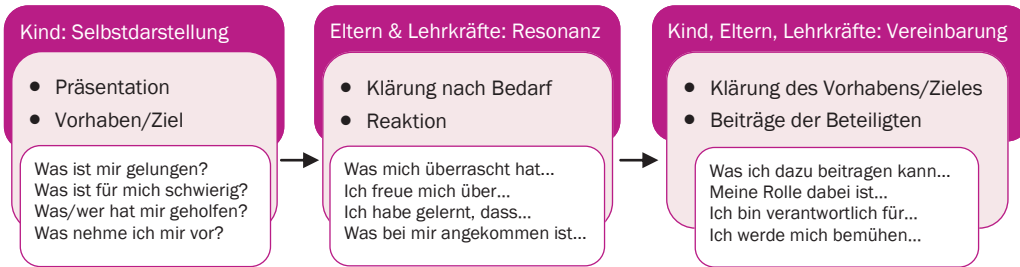 Kind: Selbstdarstellung
• Präsentation
• Vorhaben/Ziel
Was ist mir gelungen?
Was ist für mich schwierig?
Was/wer hat mir geholfen?
Was nehme ich mir vor?
Eltern & Lehrkräfte: Resonanz
• Klärung nach Bedarf
• Reaktion
Was mich überrascht hat...
Ich freue mich über...
Ich habe gelernt, dass...
Was bei mir angekommen ist...
Kind, Eltern, Lehrkräfte: Vereinbarung
• Klärung des Vorhabens/Zieles
• Beiträge der Beteiligten
Was ich dazu beitragen kann...
Meine Rolle dabei ist...
Ich bin verantwortlich für...
Ich werde mich bemühen...